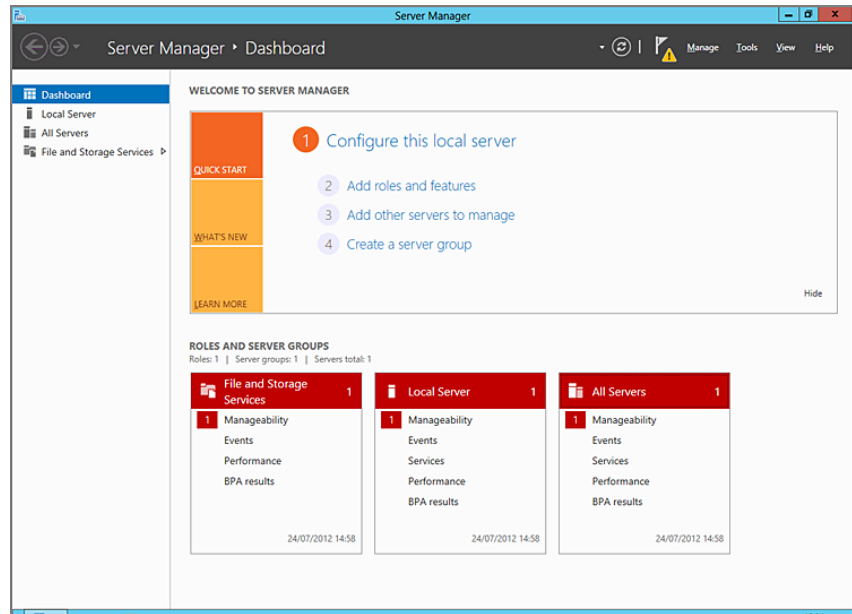 Server Manager
Server Manager ‣ Dashboard
Manage Tools View Help
Dashboard
Local Server
All Servers
File and Storage Services
WELCOME TO SERVER MANAGER
QUICK START
WHAT'S NEW
LEARN MORE
1 Configure this local server
2 Add roles and features
3 Add other servers to manage
4 Create a server group
Hide
ROLES AND SERVER GROUPS
Roles: 1 | Server groups: 1 | Servers total: 1
File and Storage
Services 1
1 Manageability
Events
Performance
BPA results
24/07/2012 14:58
Local Server 1
1 Manageability
Events
Services
Performance
BPA results
24/07/2012 14:58
All Servers 1
1 Manageability
Events
Services
Performance
BPA results
24/07/2012 14:58